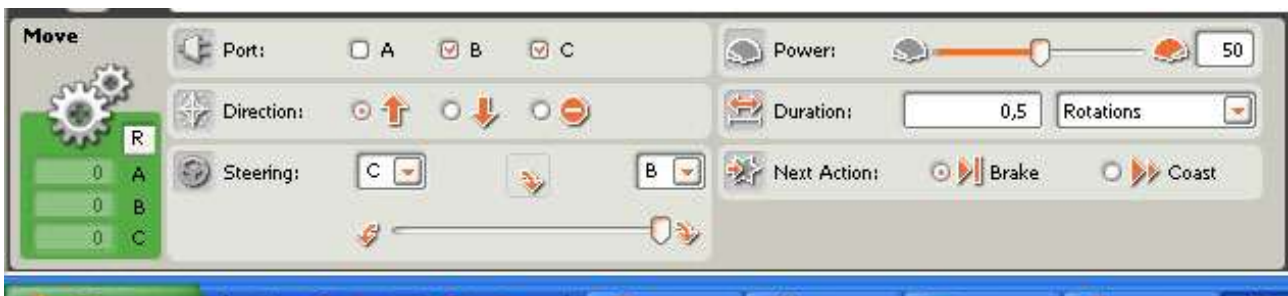 Move
Port: A B C
Power: 50
Direction:
Duration: 0,5 Rotations
R
0 A
0 B
0 C
Steering: C B
Next Action: Brake Coast